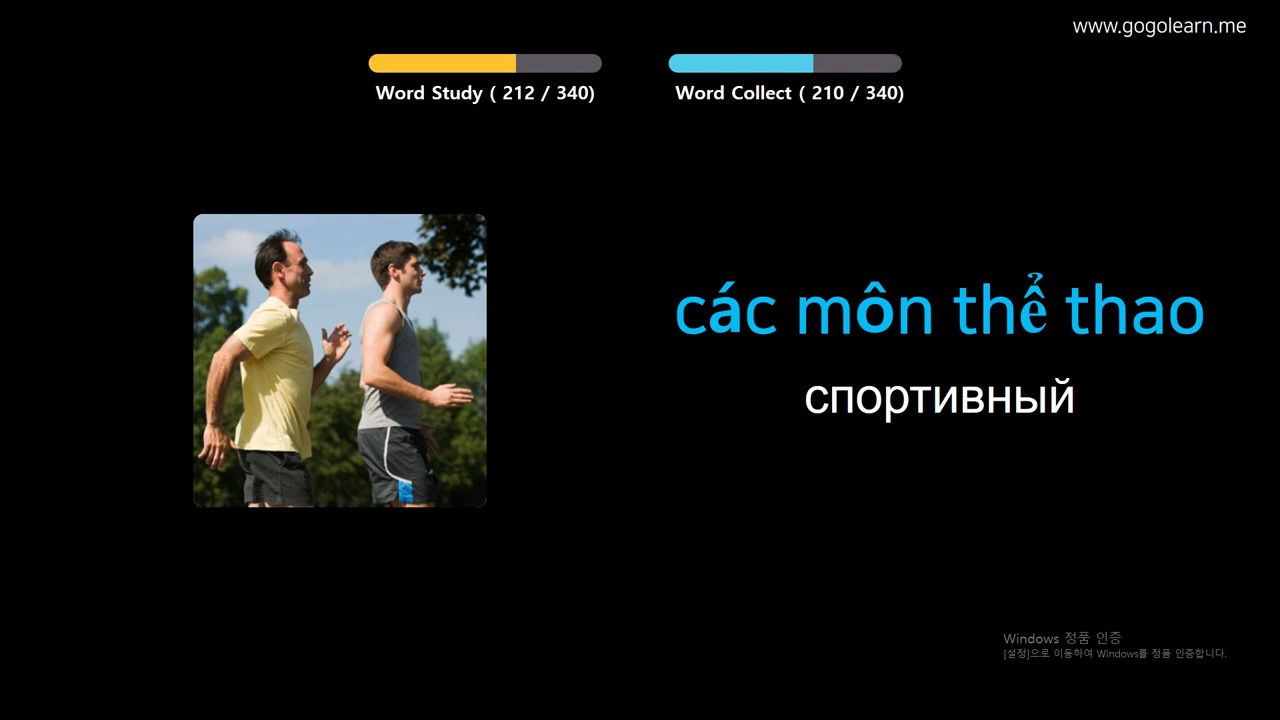 www.gogolearn.me
Word Study ( 212 / 340)
Word Collect ( 210 / 340)
các môn thể thao
спортивный
Windows 정품 인증
[설정]으로 이동하여 Windows를 정품 인증합니다.